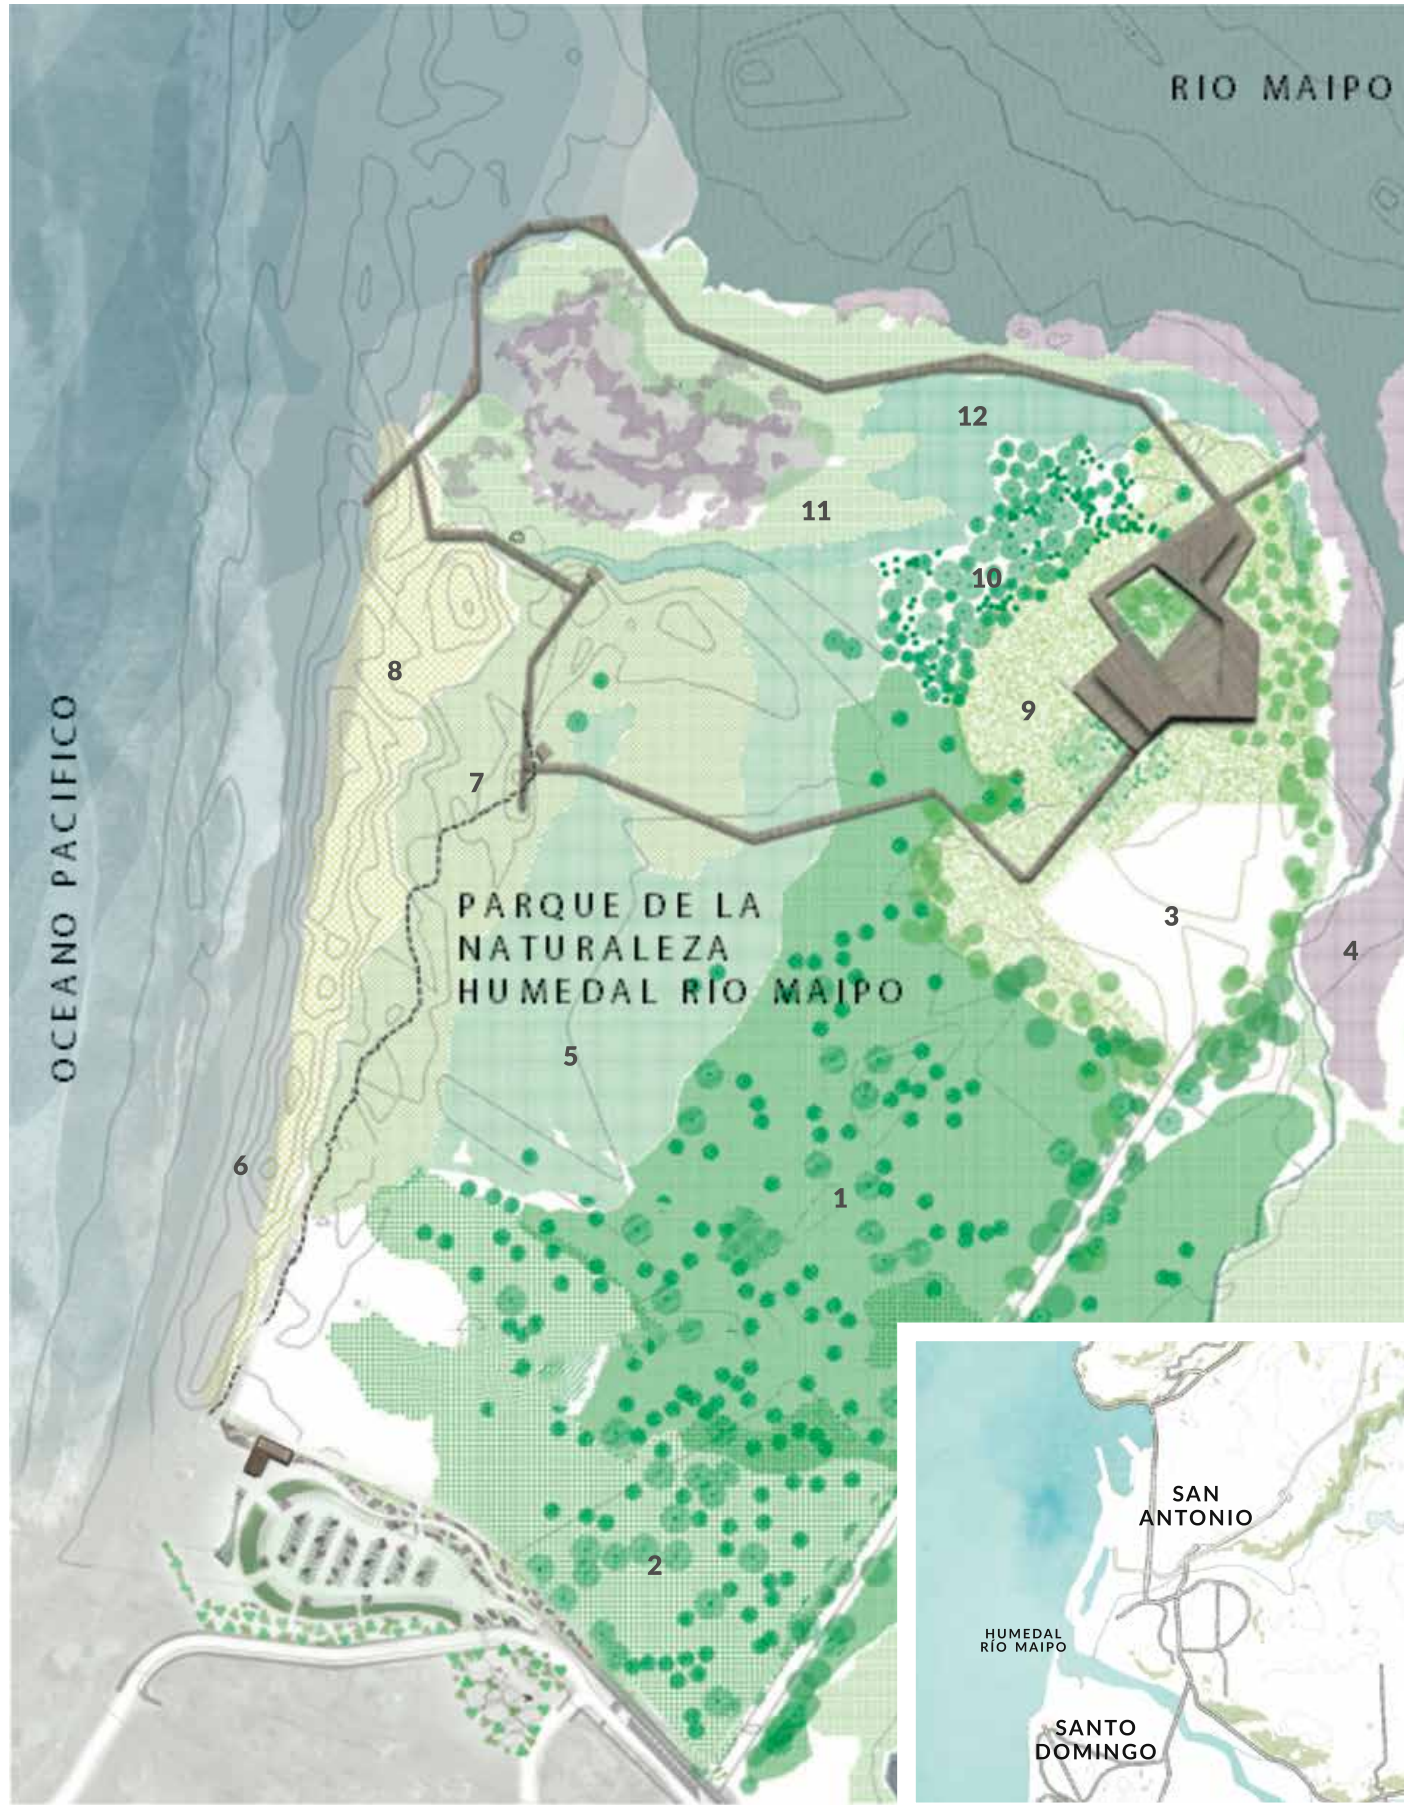 RIO MAIPO
12
11
10
8
9
7
OCEANO PACIFICO
PARQUE DE LA
NATURALEZA
HUMEDAL RÍO MAIPO
3
4
5
6
1
2
SAN
ANTONIO
HUMEDAL
RÍO MAIPO
SANTO
DOMINGO